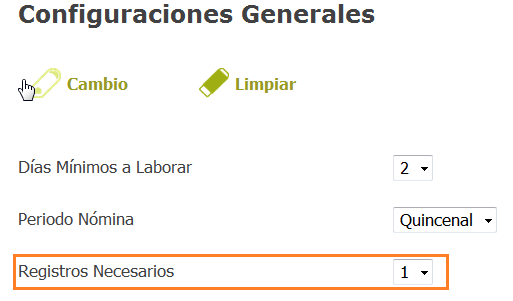 Configuraciones Generales
Cambio Limpiar
Días Mínimos a Laborar 2
Periodo Nómina Quincenal
Registros Necesarios 1